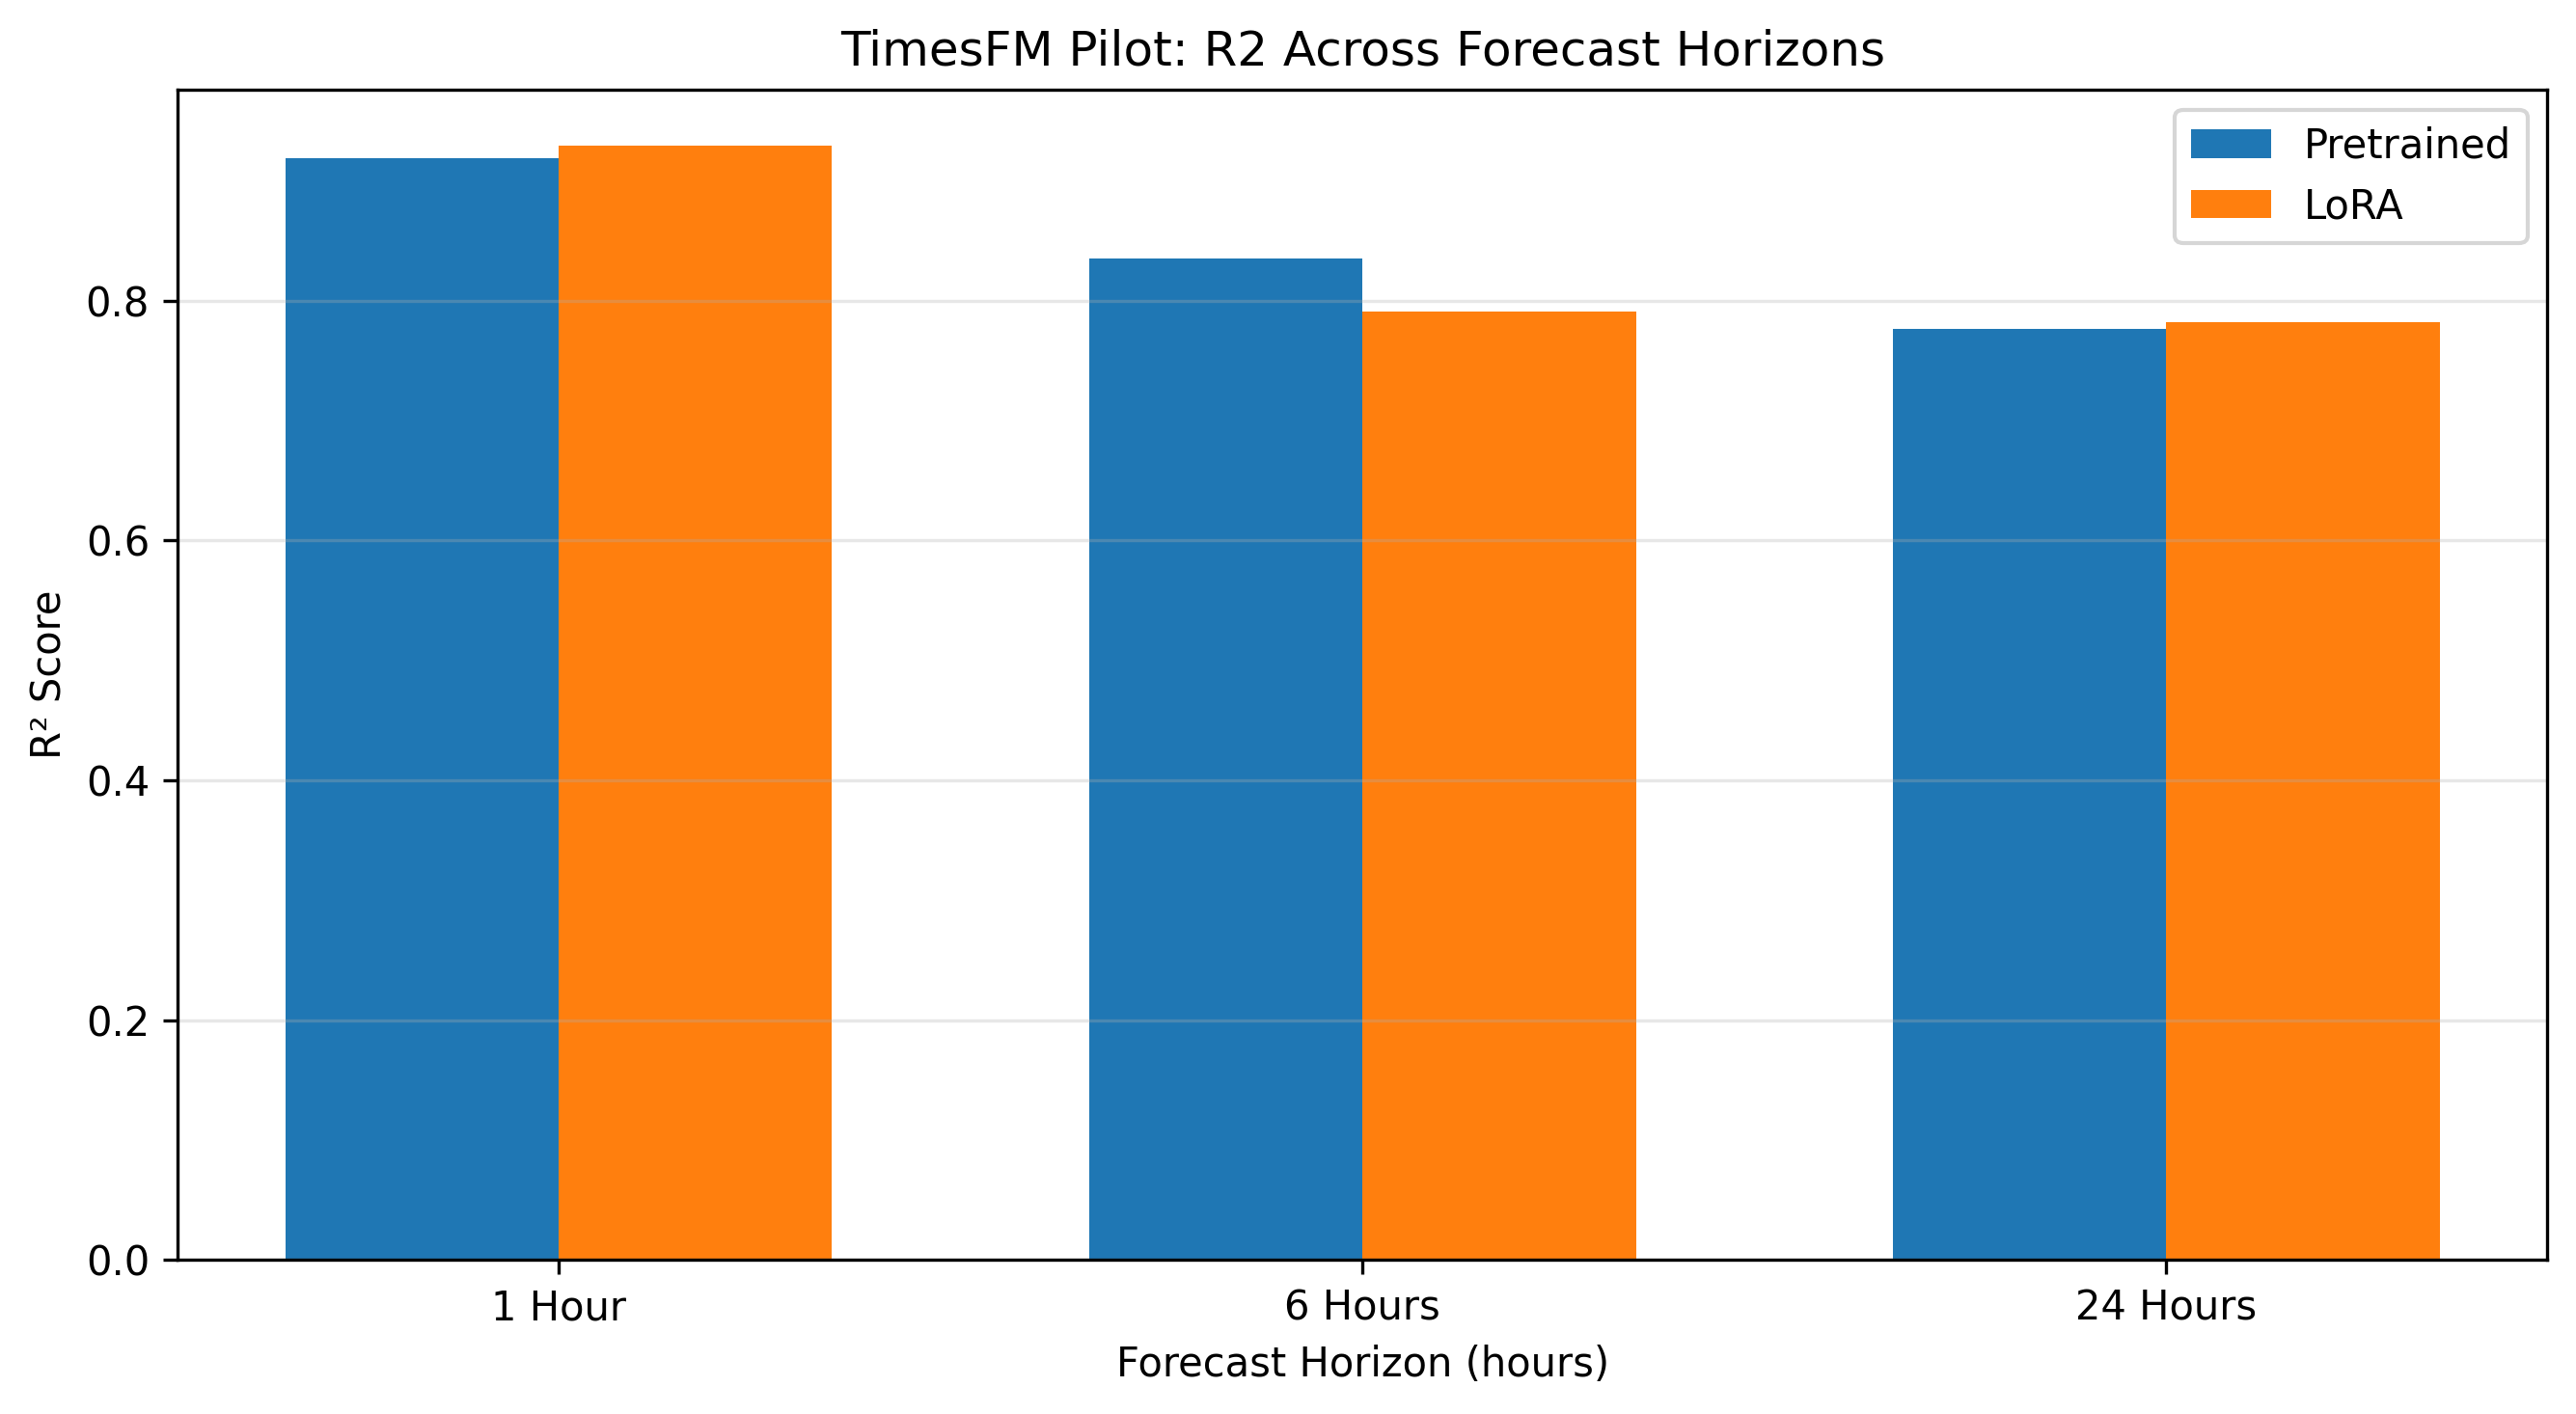 TimesFM Pilot: R2 Across Forecast Horizons
Pretrained
LoRA
R² Score
0.8
0.6
0.4
0.2
0.0
1 Hour
6 Hours
24 Hours
Forecast Horizon (hours)